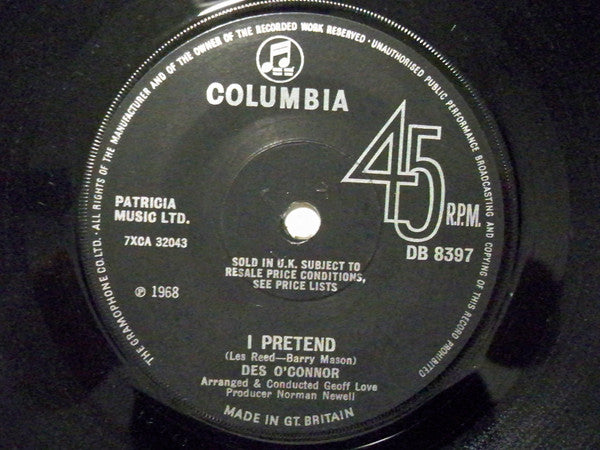 THE GRAMOPHONE CO. LTD. · ALL RIGHTS OF THE MANUFACTURER AND OF THE OWNER OF THE RECORDED WORK RESERVED · UNAUTHORISED PUBLIC PERFORMANCE BROADCASTING AND COPYING OF THIS RECORD PROHIBITED
COLUMBIA
45
R.P.M.
DB 8397
PATRICIA
MUSIC LTD.
7XCA 32043
SOLD IN U.K. SUBJECT TO
RESALE PRICE CONDITIONS,
SEE PRICE LISTS
℗ 1968
I PRETEND
(Les Reed—Barry Mason)
DES O'CONNOR
Arranged & Conducted Geoff Love
Producer Norman Newell
MADE IN GT. BRITAIN